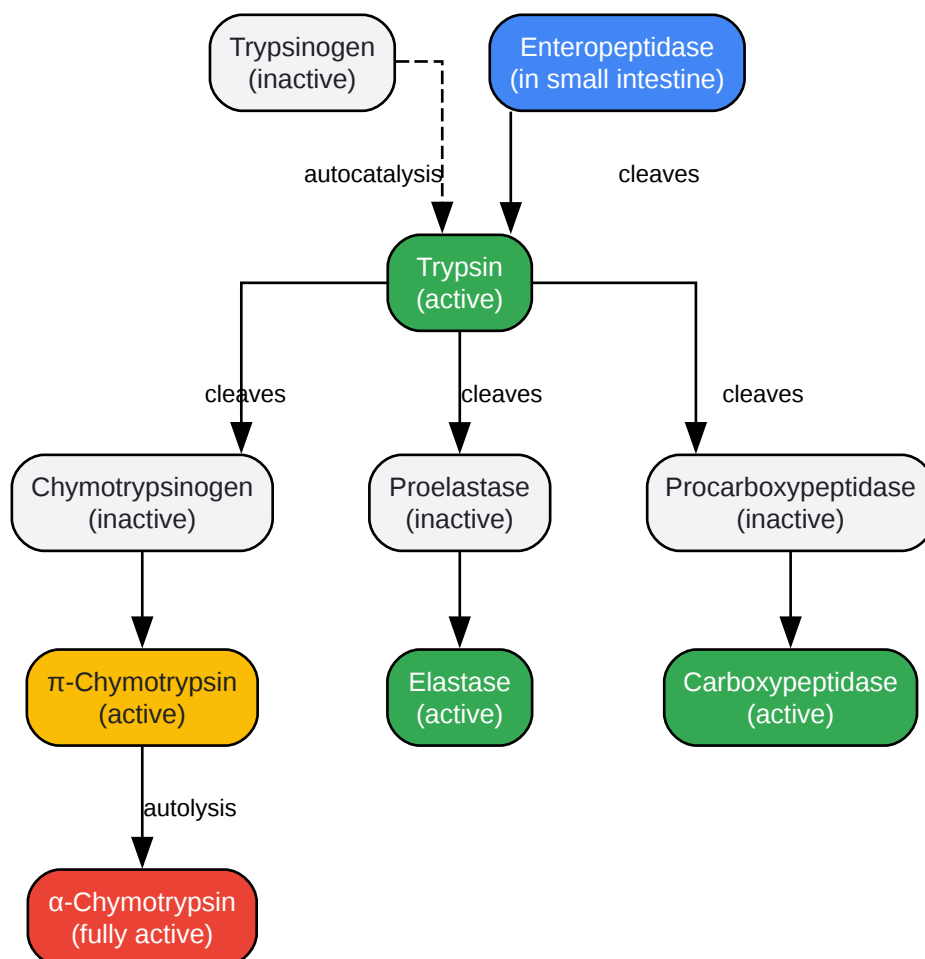 Trypsinogen
(inactive)
Enteropeptidase
(in small intestine)
autocatalysis
cleaves
Trypsin
(active)
cleaves
cleaves
cleaves
Chymotrypsinogen
(inactive)
Proelastase
(inactive)
Procarboxypeptidase
(inactive)
π-Chymotrypsin
(active)
Elastase
(active)
Carboxypeptidase
(active)
autolysis
α-Chymotrypsin
(fully active)